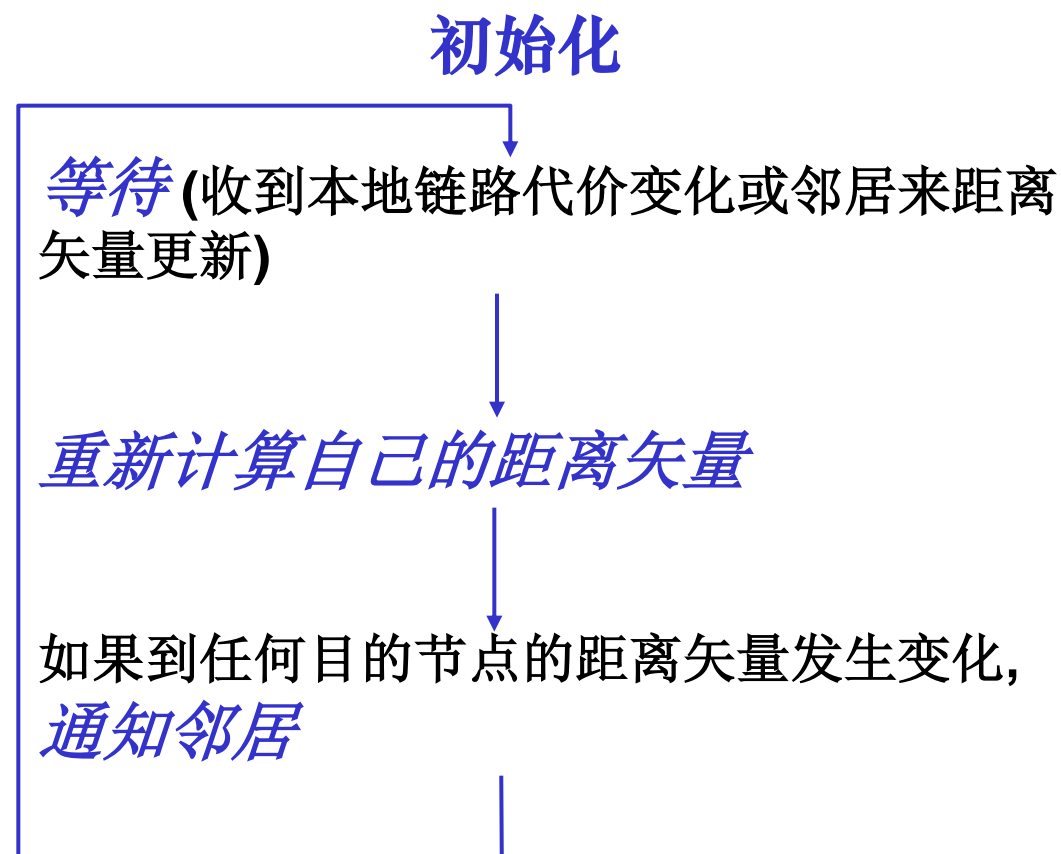 初始化
等待 (收到本地链路代价变化或邻居来距离
矢量更新)
重新计算自己的距离矢量
如果到任何目的节点的距离矢量发生变化,
通知邻居